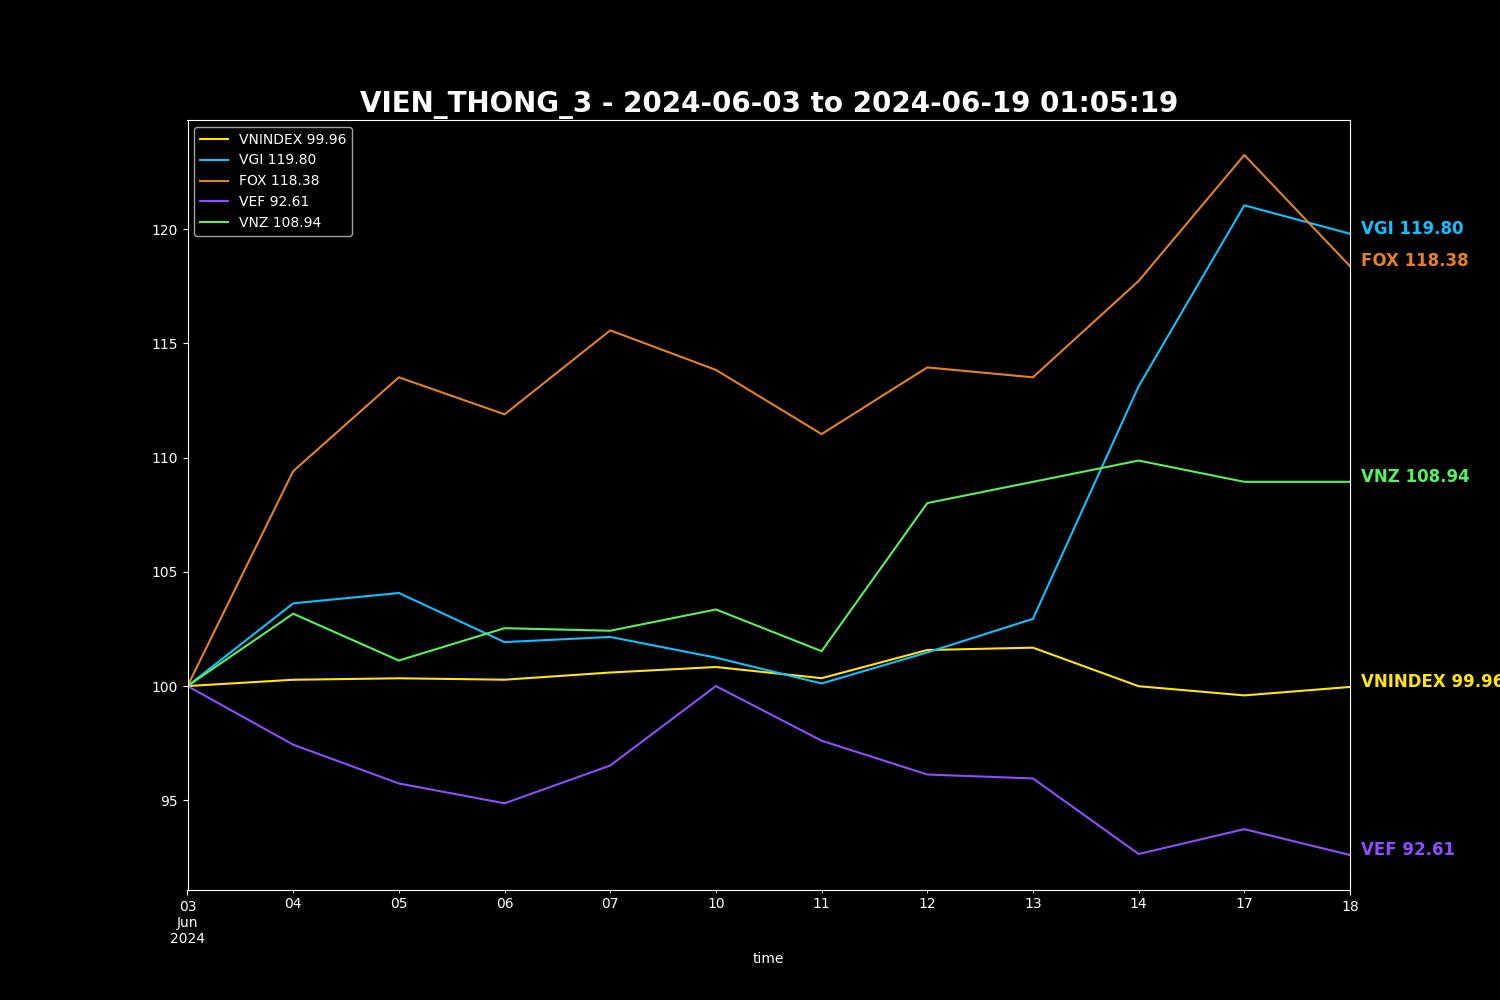 VIEN_THONG_3 - 2024-06-03 to 2024-06-19 01:05:19
VNINDEX 99.96
VGI 119.80
FOX 118.38
VEF 92.61
VNZ 108.94
120
115
110
105
100
95
VGI 119.80
FOX 118.38
VNZ 108.94
VNINDEX 99.96
VEF 92.61
03 04 05 06 07 10 11 12 13 14 17 18
Jun
2024
time